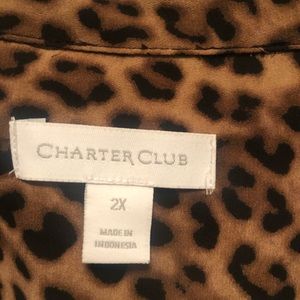 CHARTER CLUB
2X
MADE IN
INDONESIA